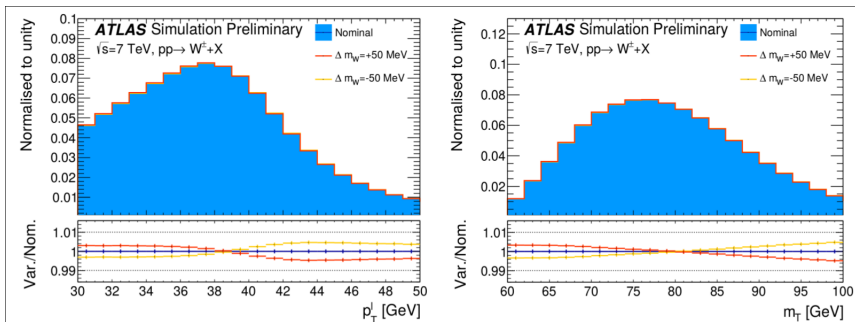 ATLAS Simulation Preliminary
√s=7 TeV, pp→ W±+X
Nominal
Δ mW=+50 MeV
Δ mW=-50 MeV
Normalised to unity
0.1
0.09
0.08
0.07
0.06
0.05
0.04
0.03
0.02
0.01
Var./Nom.
1.01
1
0.99
30 32 34 36 38 40 42 44 46 48 50
pTl [GeV]
ATLAS Simulation Preliminary
√s=7 TeV, pp→ W±+X
Nominal
Δ mW=+50 MeV
Δ mW=-50 MeV
Normalised to unity
0.12
0.1
0.08
0.06
0.04
0.02
Var./Nom.
1.01
1
0.99
60 65 70 75 80 85 90 95 100
mT [GeV]